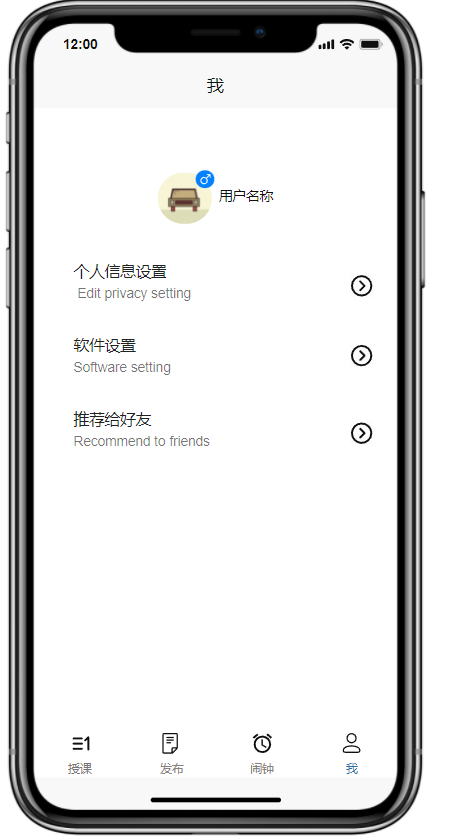 12:00
我
用户名称
个人信息设置
Edit privacy setting
软件设置
Software setting
推荐给好友
Recommend to friends
授课
发布
闹钟
我